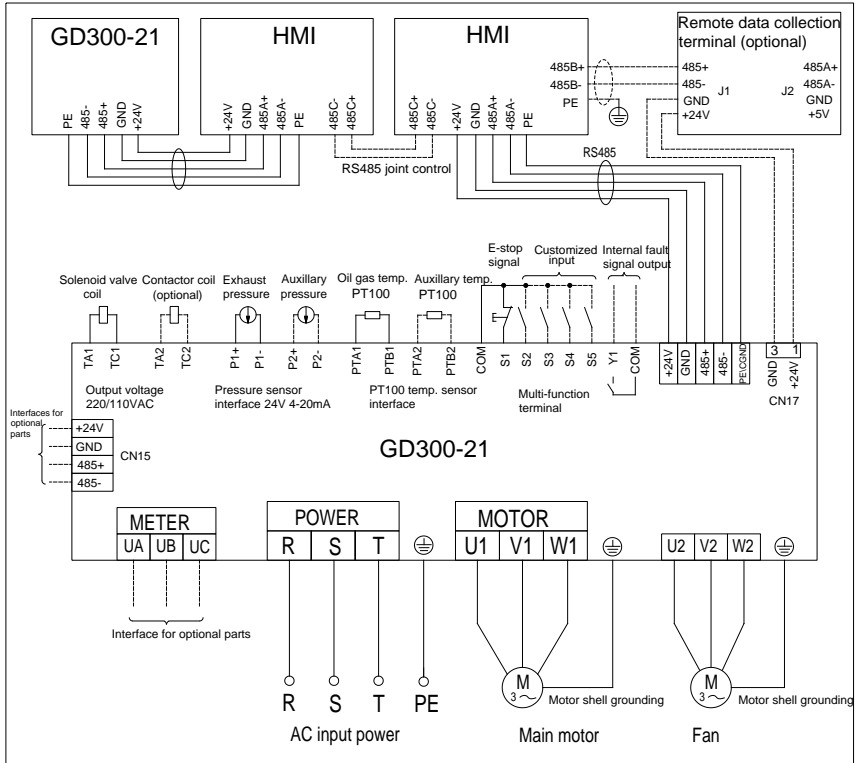 GD300-21
HMI
HMI
Remote data collection
terminal (optional)
PE
485-
485+
GND
+24V
+24V
GND
485A+
485A-
PE
485C-
485C+
485C+
485C-
+24V
GND
485A+
485A-
PE
485B+
485B-
PE
485+
485-
GND
+24V
J1
J2
485A+
485A-
GND
+5V
RS485 joint control
RS485
E-stop
signal
Customized
input
Internal fault
signal output
Solenoid valve
coil
Contactor coil
(optional)
Exhaust
pressure
Auxillary
pressure
Oil gas temp.
PT100
Auxillary temp.
PT100
E
TA1
TC1
TA2
TC2
P1+
P1-
P2+
P2-
PTA1
PTB1
PTA2
PTB2
COM
S1
S2
S3
S4
S5
Y1
COM
+24V
GND
485+
485-
PE\CGND
3
1
GND
+24V
CN17
Output voltage
220/110VAC
Pressure sensor
interface 24V 4-20mA
PT100 temp. sensor
interface
Multi-function
terminal
Interfaces for
optional
parts
+24V
GND
485+
485-
CN15
GD300-21
METER
UA
UB
UC
POWER
R
S
T
MOTOR
U1
V1
W1
U2
V2
W2
Interface for optional parts
R
S
T
PE
AC input power
M
3
Motor shell grounding
Main motor
M
3
Motor shell grounding
Fan